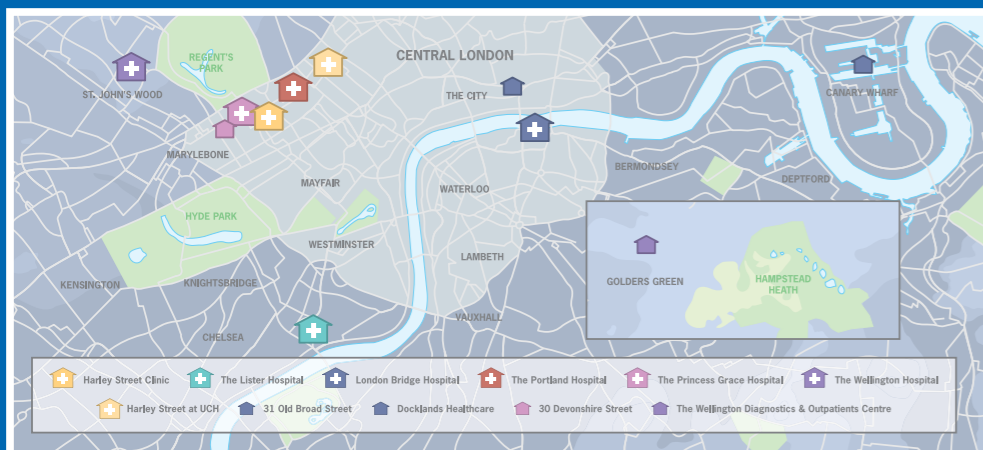 CENTRAL LONDON
REGENT'S
PARK
ST. JOHN'S WOOD
THE CITY
CANARY WHARF
MARYLEBONE
BERMONDSEY
DEPTFORD
MAYFAIR
WATERLOO
HYDE PARK
WESTMINSTER
LAMBETH
KENSINGTON
KNIGHTSBRIDGE
GOLDERS GREEN
HAMPSTEAD
HEATH
VAUXHALL
CHELSEA
Harley Street Clinic
The Lister Hospital
London Bridge Hospital
The Portland Hospital
The Princess Grace Hospital
The Wellington Hospital
Harley Street at UCH
31 Old Broad Street
Docklands Healthcare
30 Devonshire Street
The Wellington Diagnostics & Outpatients Centre